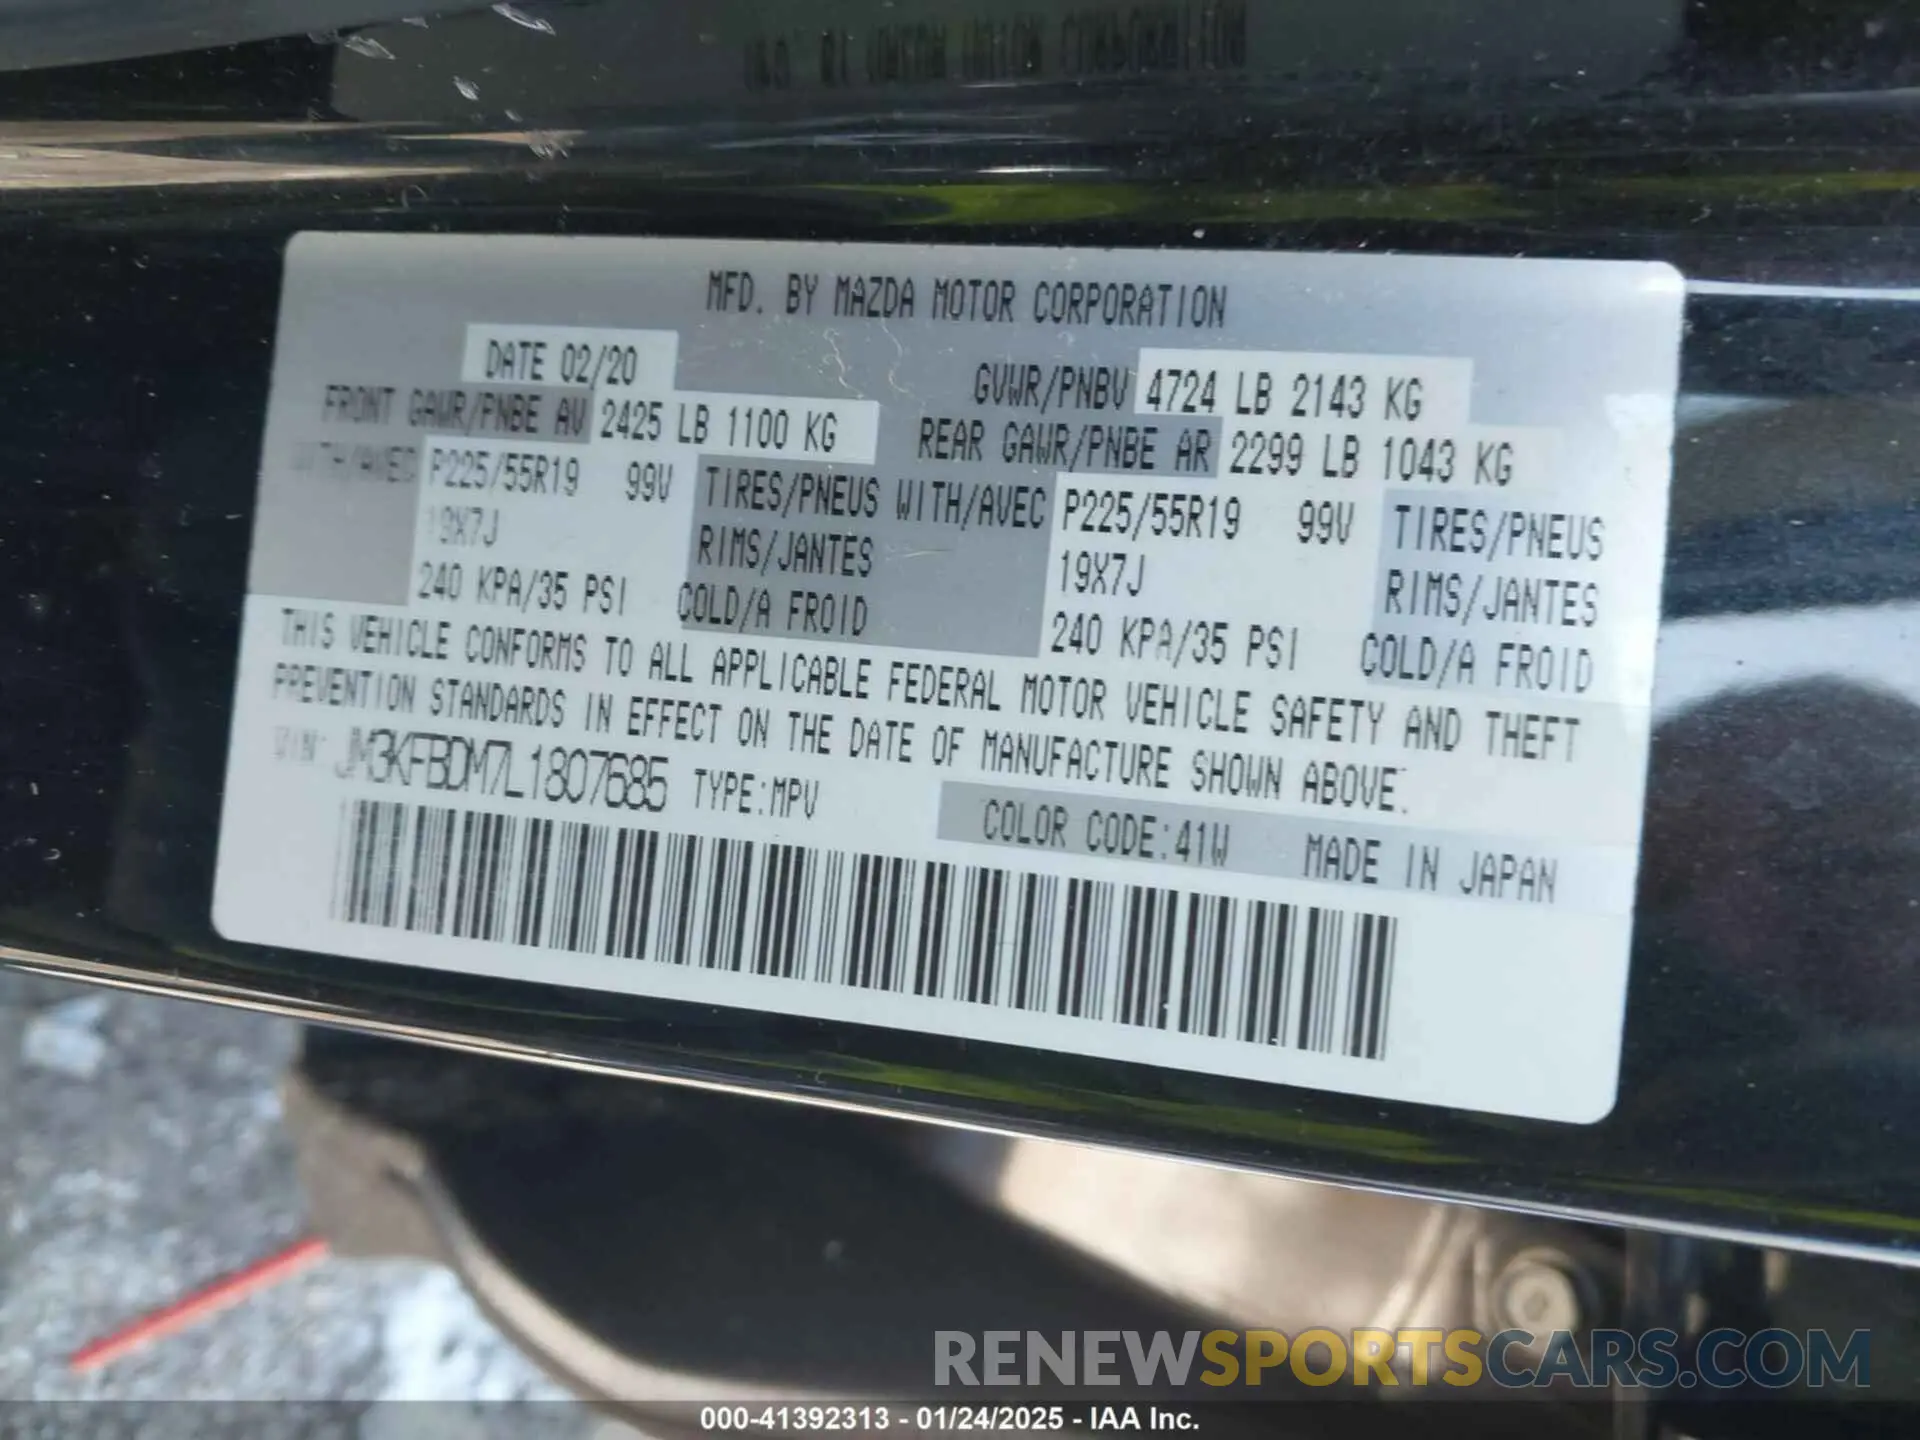 MFD. BY MAZDA MOTOR CORPORATION
DATE 02/20 GVWR/PNBV 4724 LB 2143 KG
FRONT GAWR/PNBE AV 2425 LB 1100 KG REAR GAWR/PNBE AR 2299 LB 1043 KG
WITH/AVEC P225/55R19 99V TIRES/PNEUS WITH/AVEC P225/55R19 99V TIRES/PNEUS
19X7J RIMS/JANTES 19X7J RIMS/JANTES
240 KPA/35 PSI COLD/A FROID 240 KPA/35 PSI COLD/A FROID
THIS VEHICLE CONFORMS TO ALL APPLICABLE FEDERAL MOTOR VEHICLE SAFETY AND THEFT
PREVENTION STANDARDS IN EFFECT ON THE DATE OF MANUFACTURE SHOWN ABOVE.
VIN: JM3KFBDM7L1807685 TYPE:MPV
COLOR CODE:41W MADE IN JAPAN
RENEWSPORTSCARS.COM
000-41392313 - 01/24/2025 - IAA Inc.